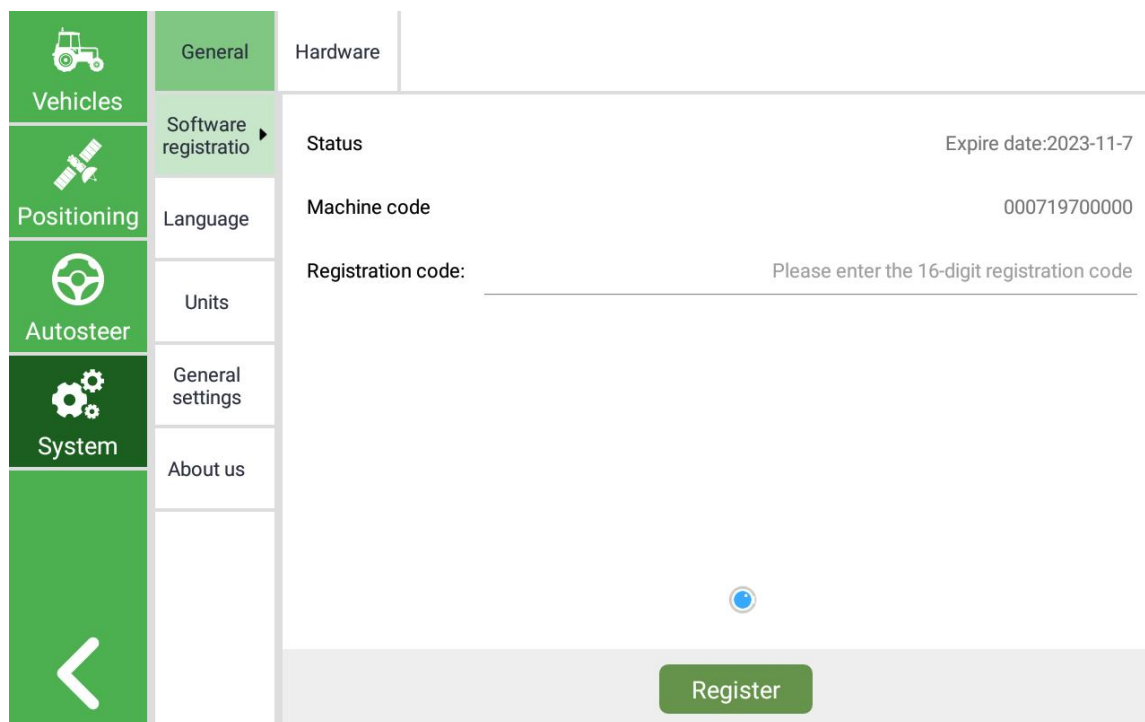 Vehicles
Positioning
Autosteer
System
General
Hardware
Software
registratio
Language
Units
General
settings
About us
Status
Expire date:2023-11-7
Machine code
000719700000
Registration code:
Please enter the 16-digit registration code
Register